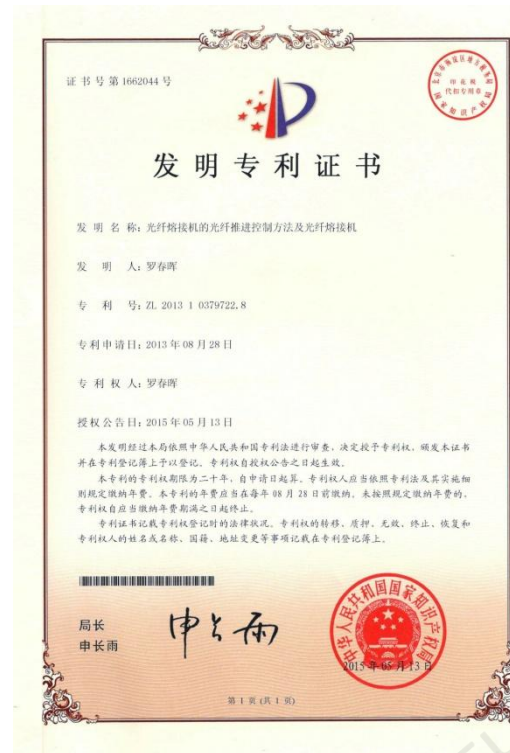 证书号第1662044号
印花税
代扣专用章
国家知识产权局
发明专利证书
发 明 名 称：光纤熔接机的光纤推进控制方法及光纤熔接机
发 明 人：罗春晖
专 利 号：ZL 2013 1 0379722.8
专利申请日：2013年08月28日
专 利 权 人：罗春晖
授权公告日：2015年05月13日
本发明经过本局依照中华人民共和国专利法进行审查，决定授予专利权，颁发本证书
并在专利登记簿上予以登记。专利权自授权公告之日起生效。
本专利的专利权期限为二十年，自申请日起算。专利权人应当依照专利法及其实施细
则规定缴纳年费。本专利的年费应当在每年08月28日前缴纳。未按照规定缴纳年费的，
专利权自应当缴纳年费期满之日起终止。
专利证书记载专利权登记时的法律状况。专利权的转移、质押、无效、终止、恢复和
专利权人的姓名或名称、国籍、地址变更等事项记载在专利登记簿上。
局长
申长雨
申长雨
中华人民共和国国家知识产权局
2015年05月13日
第 1 页 (共 1 页)